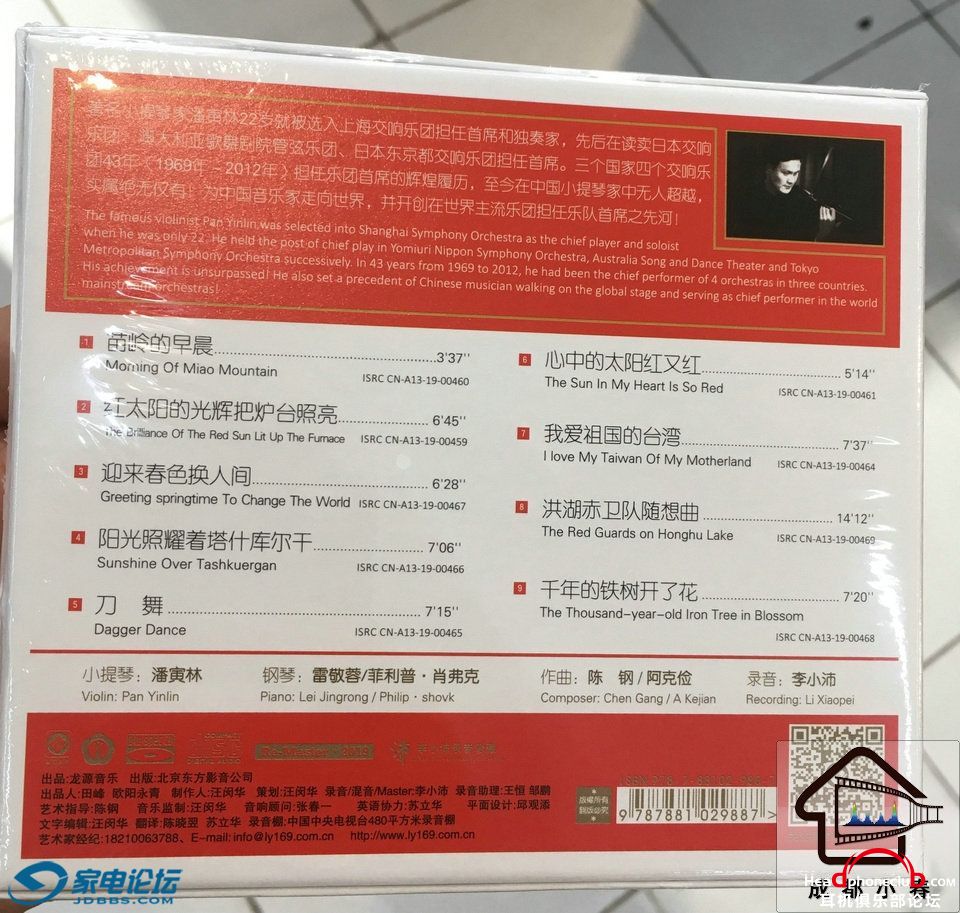 著名小提琴家潘寅林22岁就被选入上海交响乐团担任首席和独奏家，先后在读卖日本交响
乐团、澳大利亚歌舞剧院管弦乐团、日本东京都交响乐团担任首席。三个国家四个交响乐
团43年（1969年－2012年）担任乐团首席的辉煌履历，至今在中国小提琴家中无人超越，
实属绝无仅有！为中国音乐家走向世界，并开创在世界主流乐团担任乐队首席之先河！
The famous violinist Pan Yinlin was selected into Shanghai Symphony Orchestra as the chief player and soloist
when he was only 22. He held the post of chief play in Yomiuri Nippon Symphony Orchestra, Australia Song and Dance Theater and Tokyo
Metropolitan Symphony Orchestra successively. In 43 years from 1969 to 2012, he had been the chief performer of 4 orchestras in three countries.
His achievement is unsurpassed! He also set a precedent of Chinese musician walking on the global stage and serving as chief performer in the world
mainstream orchestras!
1 苗岭的早晨 3'37''
Morning Of Miao Mountain ISRC CN-A13-19-00460
2 红太阳的光辉把炉台照亮 6'45''
The Brilliance Of The Red Sun Lit Up The Furnace ISRC CN-A13-19-00459
3 迎来春色换人间 6'28''
Greeting springtime To Change The World ISRC CN-A13-19-00467
4 阳光照耀着塔什库尔干 7'06''
Sunshine Over Tashkuergan ISRC CN-A13-19-00466
5 刀 舞 7'15''
Dagger Dance ISRC CN-A13-19-00465
6 心中的太阳红又红 5'14''
The Sun In My Heart Is So Red ISRC CN-A13-19-00461
7 我爱祖国的台湾 7'37''
I love My Taiwan Of My Motherland ISRC CN-A13-19-00464
8 洪湖赤卫队随想曲 14'12''
The Red Guards on Honghu Lake ISRC CN-A13-19-00469
9 千年的铁树开了花 7'20''
The Thousand-year-old Iron Tree in Blossom
ISRC CN-A13-19-00468
小提琴：潘寅林 钢琴：雷敬蓉/菲利普·肖弗克 作曲：陈 钢/阿克俭 录音：李小沛
Violin: Pan Yinlin Piano: Lei Jingrong / Philip·shovk Composer: Chen Gang / A Kejian Recording: Li Xiaopei
COMPACT
DIGITAL AUDIO
出品：龙源音乐 出版：北京东方影音公司
出品人：田峰 欧阳永青 制作人：汪闵华 策划：汪闵华 录音/混音/Master：李小沛 录音助理：王恒 邬鹏
艺术指导：陈钢 音乐监制：汪闵华 音响顾问：张春一 英语协力：苏立华 平面设计：邱观添
文字编辑：汪闵华 翻译：陈晓翌 苏立华 录音棚：中国中央电视台480平方米录音棚
艺术家经纪：18210063788、E-mail: info@ly169.com.cn http://www.ly169.com.cn
版權所有
翻版必究
9 787881 029887
家电论坛
JDBBS.COM
成都小春
耳机俱乐部论坛